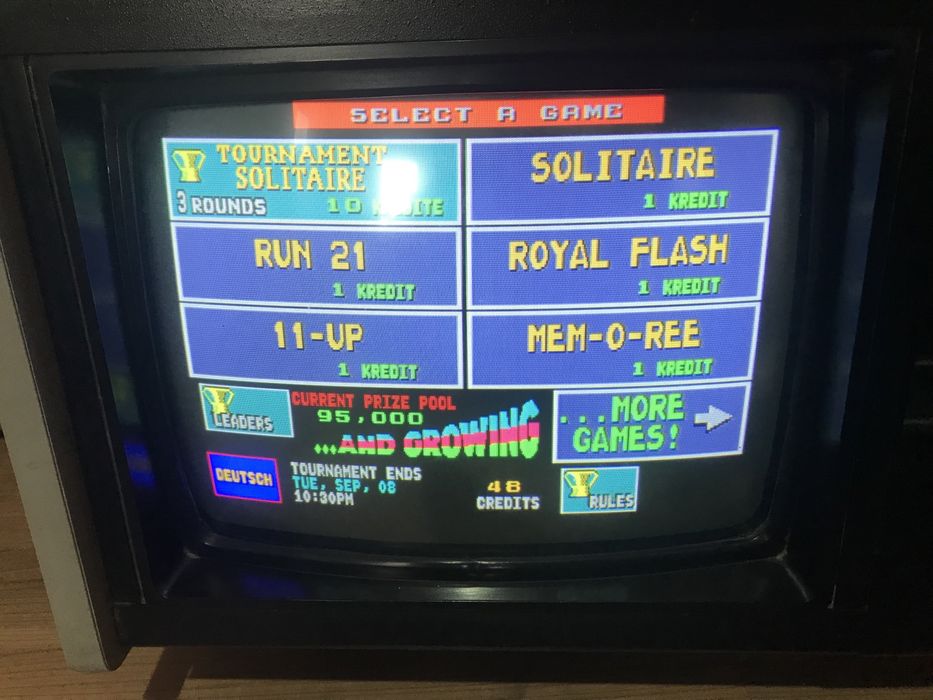 SELECT A GAME
TOURNAMENT
SOLITAIRE
3 ROUNDS 10
SOLITAIRE
1 KREDIT
RUN 21
1 KREDIT
ROYAL FLASH
1 KREDIT
11-UP
1 KREDIT
MEM-O-REE
1 KREDIT
LEADERS
CURRENT PRIZE POOL
95,000
...AND GROWING
...MORE
GAMES!
DEUTSCH
TOURNAMENT ENDS
TUE, SEP, 08
10:30PM
48
CREDITS
RULES